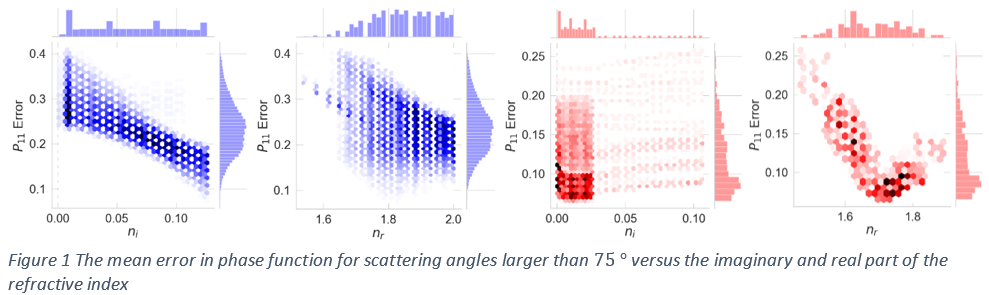 0.4
0.3
0.2
0.1
P11 Error
0.00 0.05 0.10
ni
0.4
0.3
0.2
0.1
P11 Error
1.6 1.8 2.0
nr
0.25
0.20
0.15
0.10
P11 Error
0.00 0.05 0.10
ni
0.25
0.20
0.15
0.10
P11 Error
1.6 1.8
nr
Figure 1 The mean error in phase function for scattering angles larger than 75 ° versus the imaginary and real part of the
refractive index